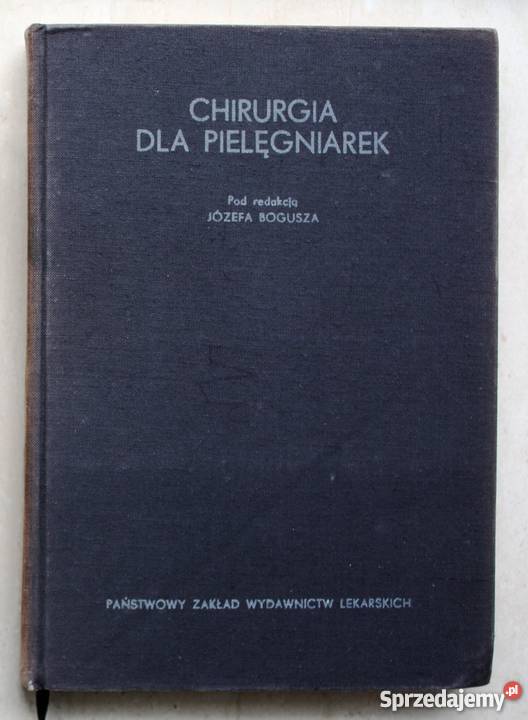 CHIRURGIA
DLA PIELĘGNIAREK
Pod redakcją
JÓZEFA BOGUSZA
PAŃSTWOWY ZAKŁAD WYDAWNICTW LEKARSKICH
Sprzedajemy.pl